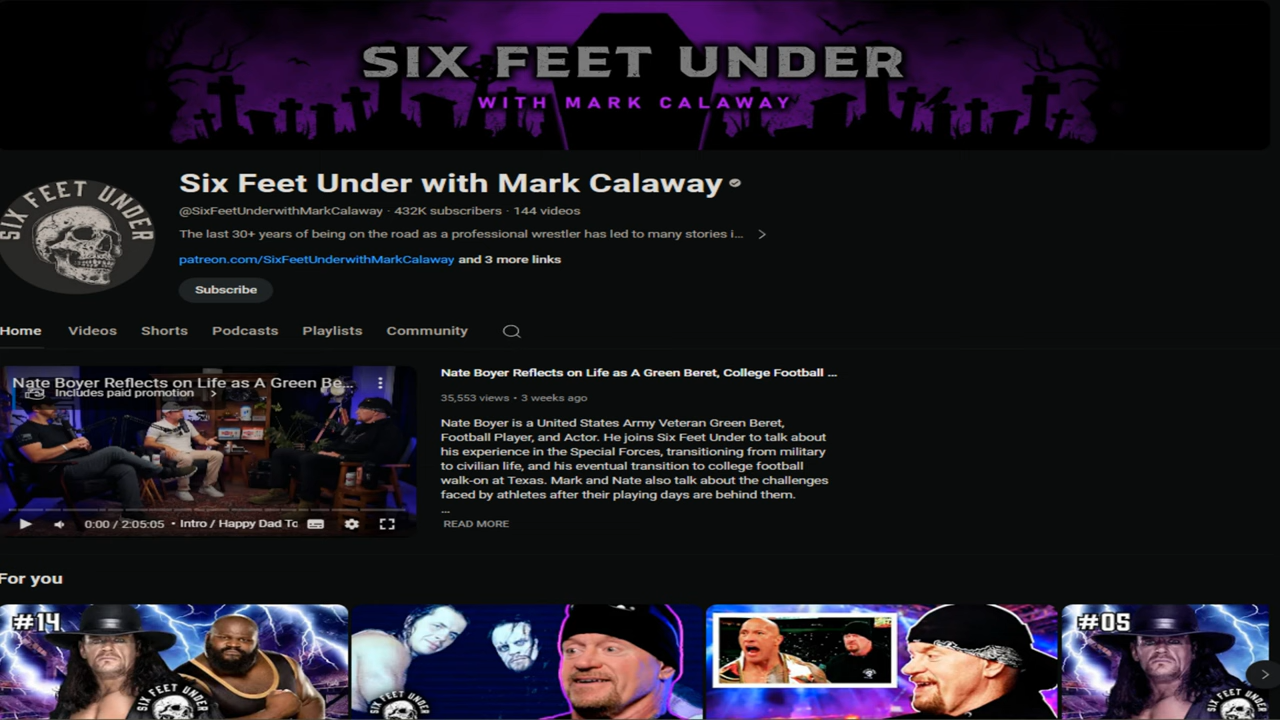 SIX FEET UNDER
WITH MARK CALAWAY
SIX FEET UNDER
Six Feet Under with Mark Calaway
@SixFeetUnderwithMarkCalaway · 432K subscribers · 144 videos
The last 30+ years of being on the road as a professional wrestler has led to many stories i...
patreon.com/SixFeetUnderwithMarkCalaway and 3 more links
Subscribe
Home Videos Shorts Podcasts Playlists Community
Nate Boyer Reflects on Life as A Green Be...
Includes paid promotion
0:00 / 2:05:05 • Intro / Happy Dad To
Nate Boyer Reflects on Life as A Green Beret, College Football ...
35,553 views • 3 weeks ago
Nate Boyer is a United States Army Veteran Green Beret,
Football Player, and Actor. He joins Six Feet Under to talk about
his experience in the Special Forces, transitioning from military
to civilian life, and his eventual transition to college football
walk-on at Texas. Mark and Nate also talk about the challenges
faced by athletes after their playing days are behind them.
...
READ MORE
For you
#14
SIX FEET UNDER
SIX FEET UNDER
#05
SIX FEET UNDER